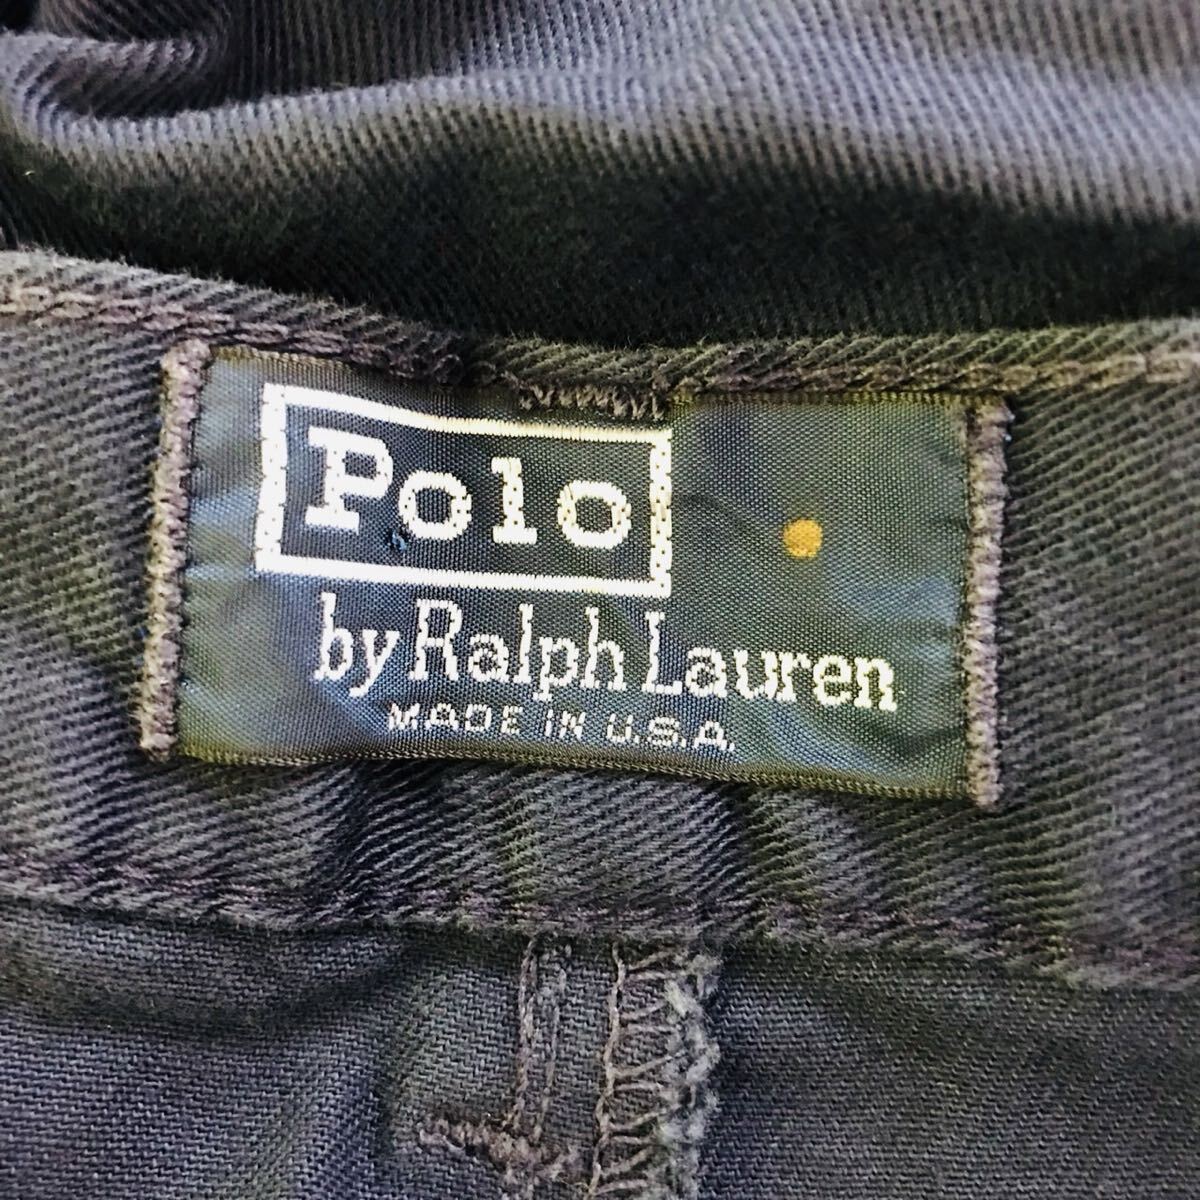 Polo
by Ralph Lauren
MADE IN U.S.A.